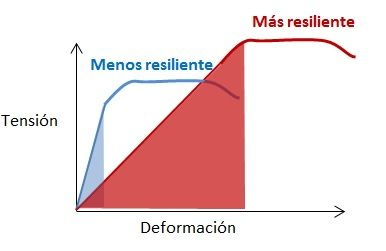 Más resiliente
Menos resiliente
Tensión
Deformación